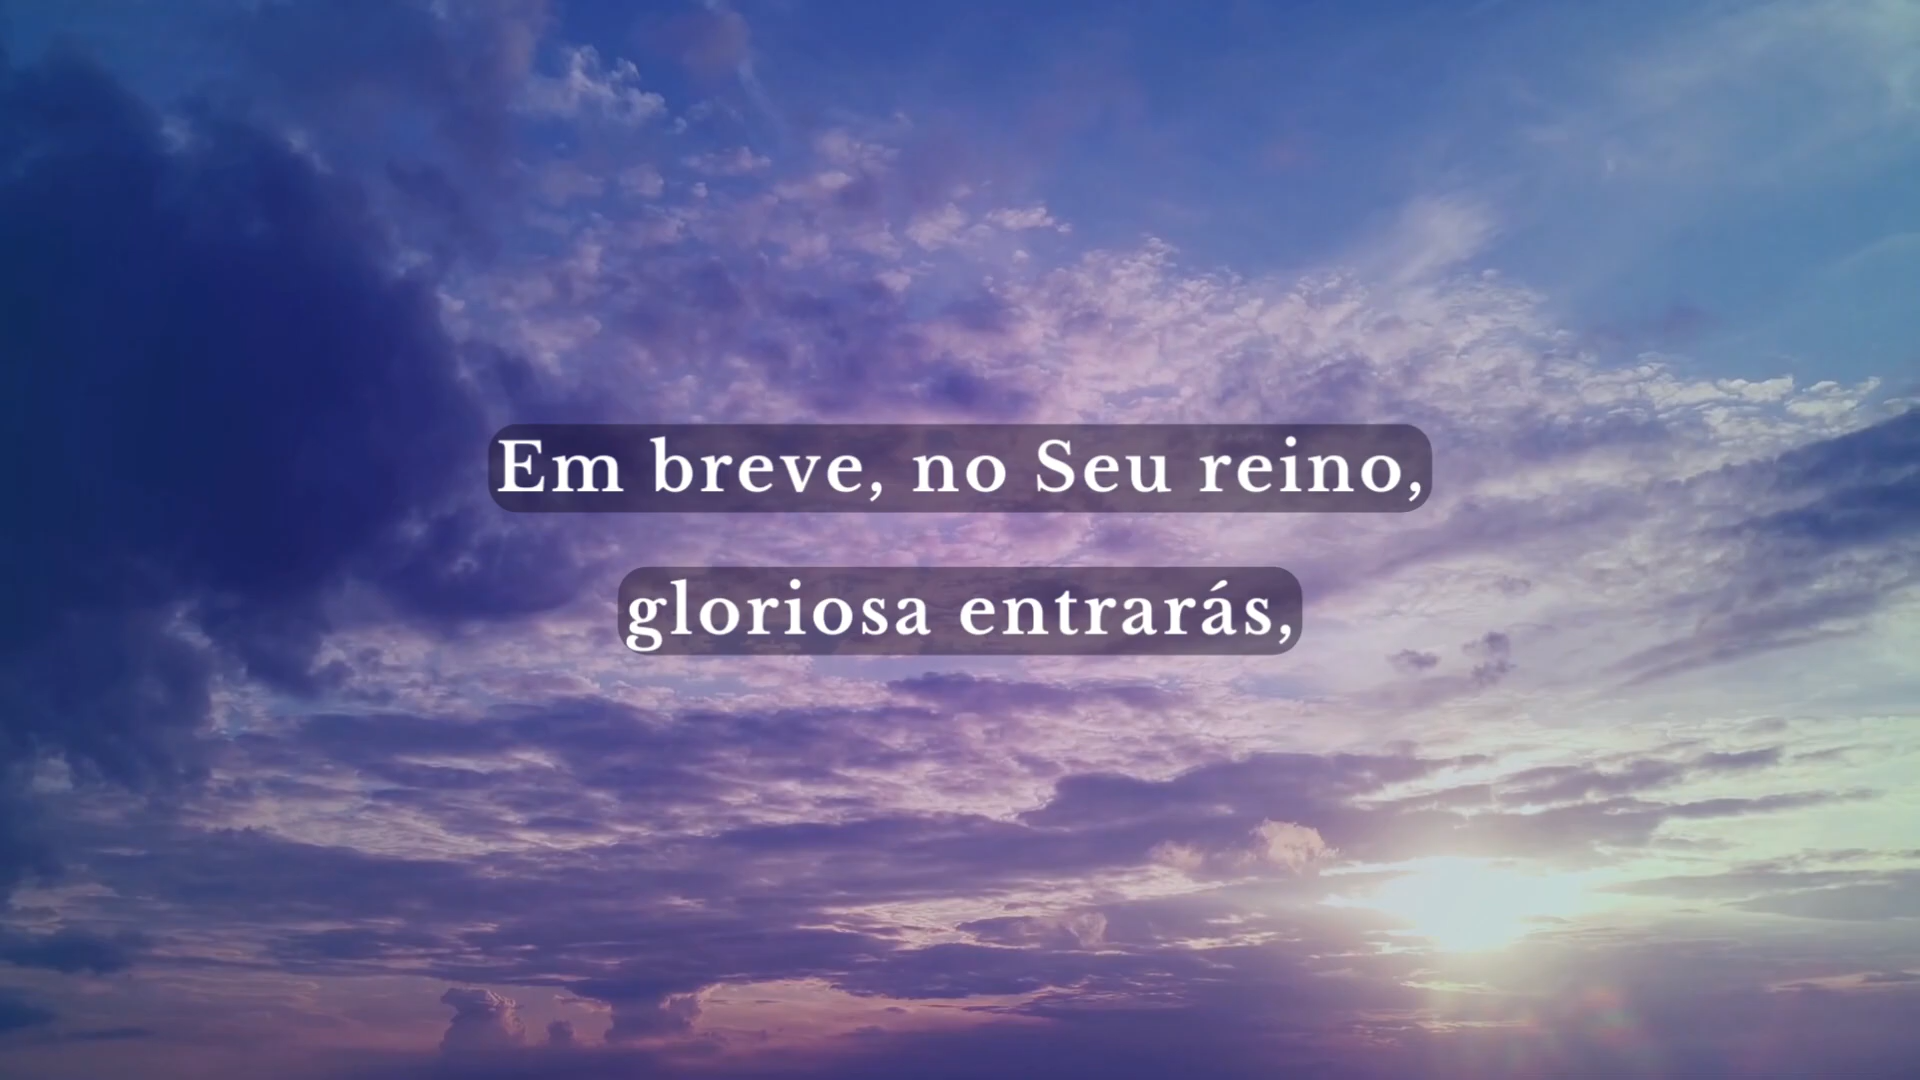 Em breve, no Seu reino,
gloriosa entrarás,